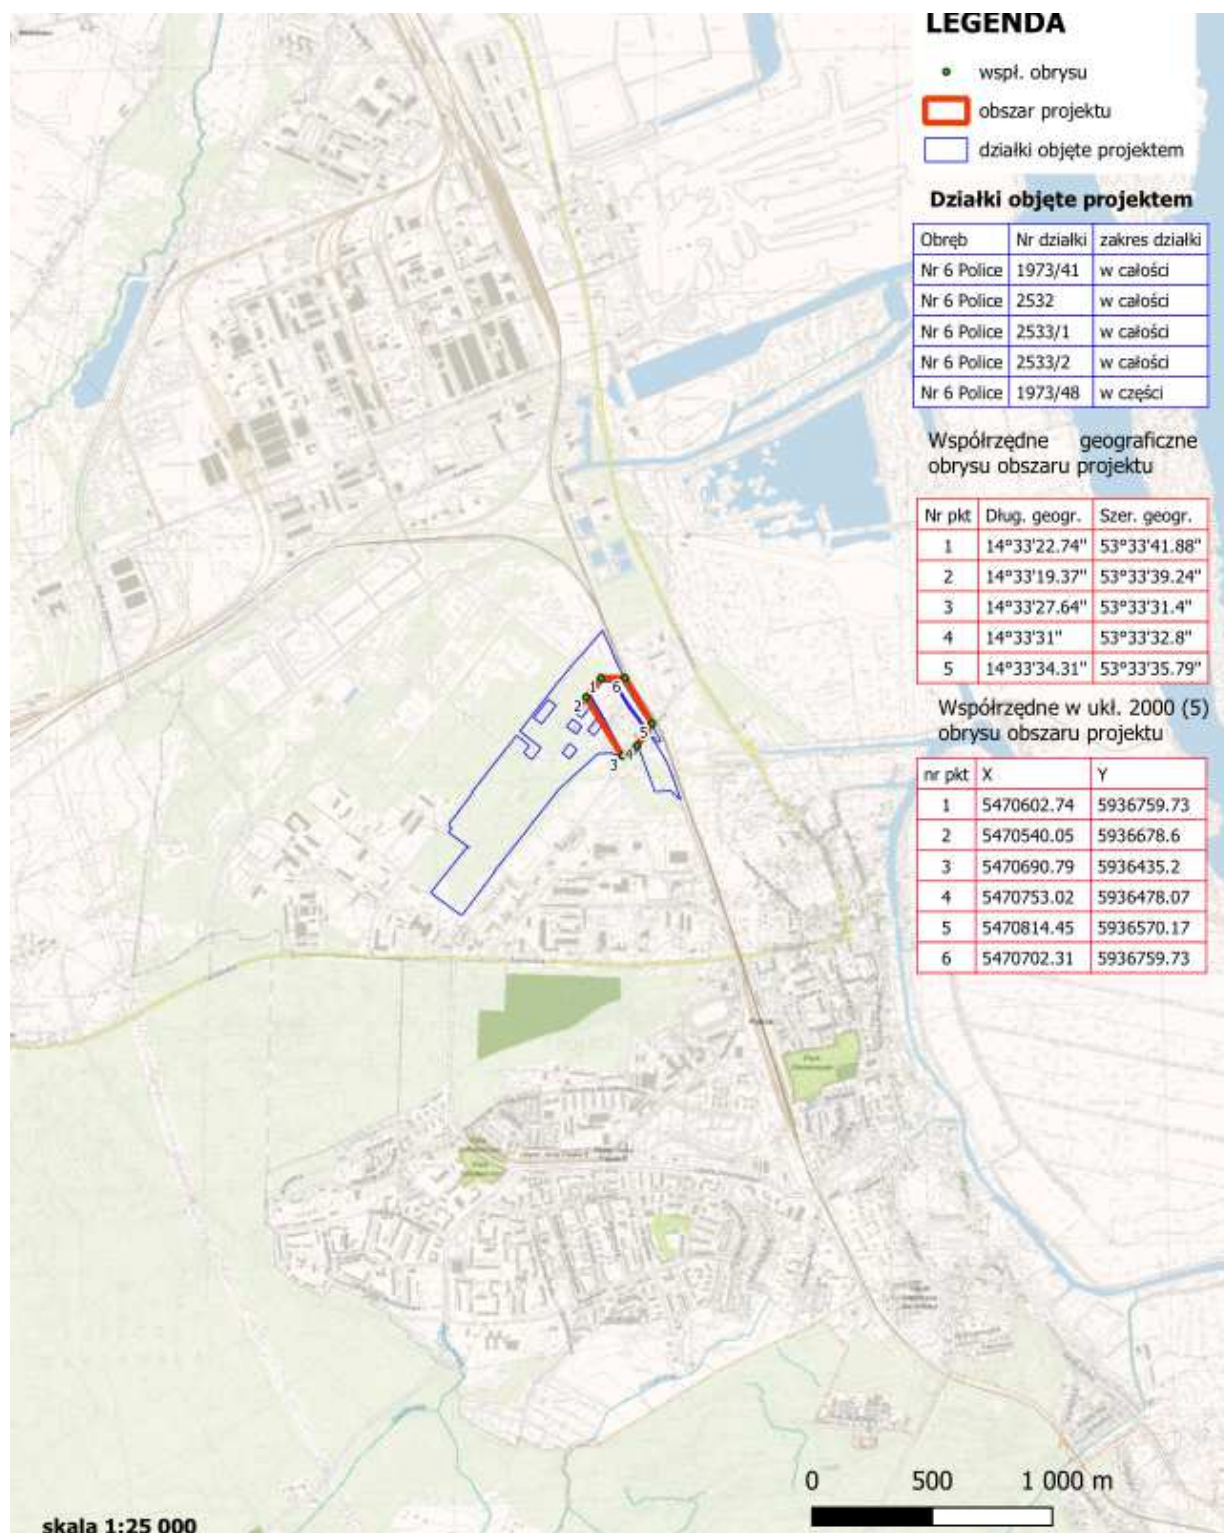 LEGENDA
wspł. obrysu
obszar projektu
działki objęte projektem
Działki objęte projektem
Obręb Nr działki zakres działki
Nr 6 Police 1973/41 w całości
Nr 6 Police 2532 w całości
Nr 6 Police 2533/1 w całości
Nr 6 Police 2533/2 w całości
Nr 6 Police 1973/48 w części
Współrzędne geograficzne
obrysu obszaru projektu
Nr pkt Dług. geogr. Szer. geogr.
1 14°33'22.74" 53°33'41.88"
2 14°33'19.37" 53°33'39.24"
3 14°33'27.64" 53°33'31.4"
4 14°33'31" 53°33'32.8"
5 14°33'34.31" 53°33'35.79"
Współrzędne w ukł. 2000 (5)
obrysu obszaru projektu
nr pkt X Y
1 5470602.74 5936759.73
2 5470540.05 5936678.6
3 5470690.79 5936435.2
4 5470753.02 5936478.07
5 5470814.45 5936570.17
6 5470702.31 5936759.73
1 6
2
5
3 4
0 500 1 000 m
skala 1:25 000